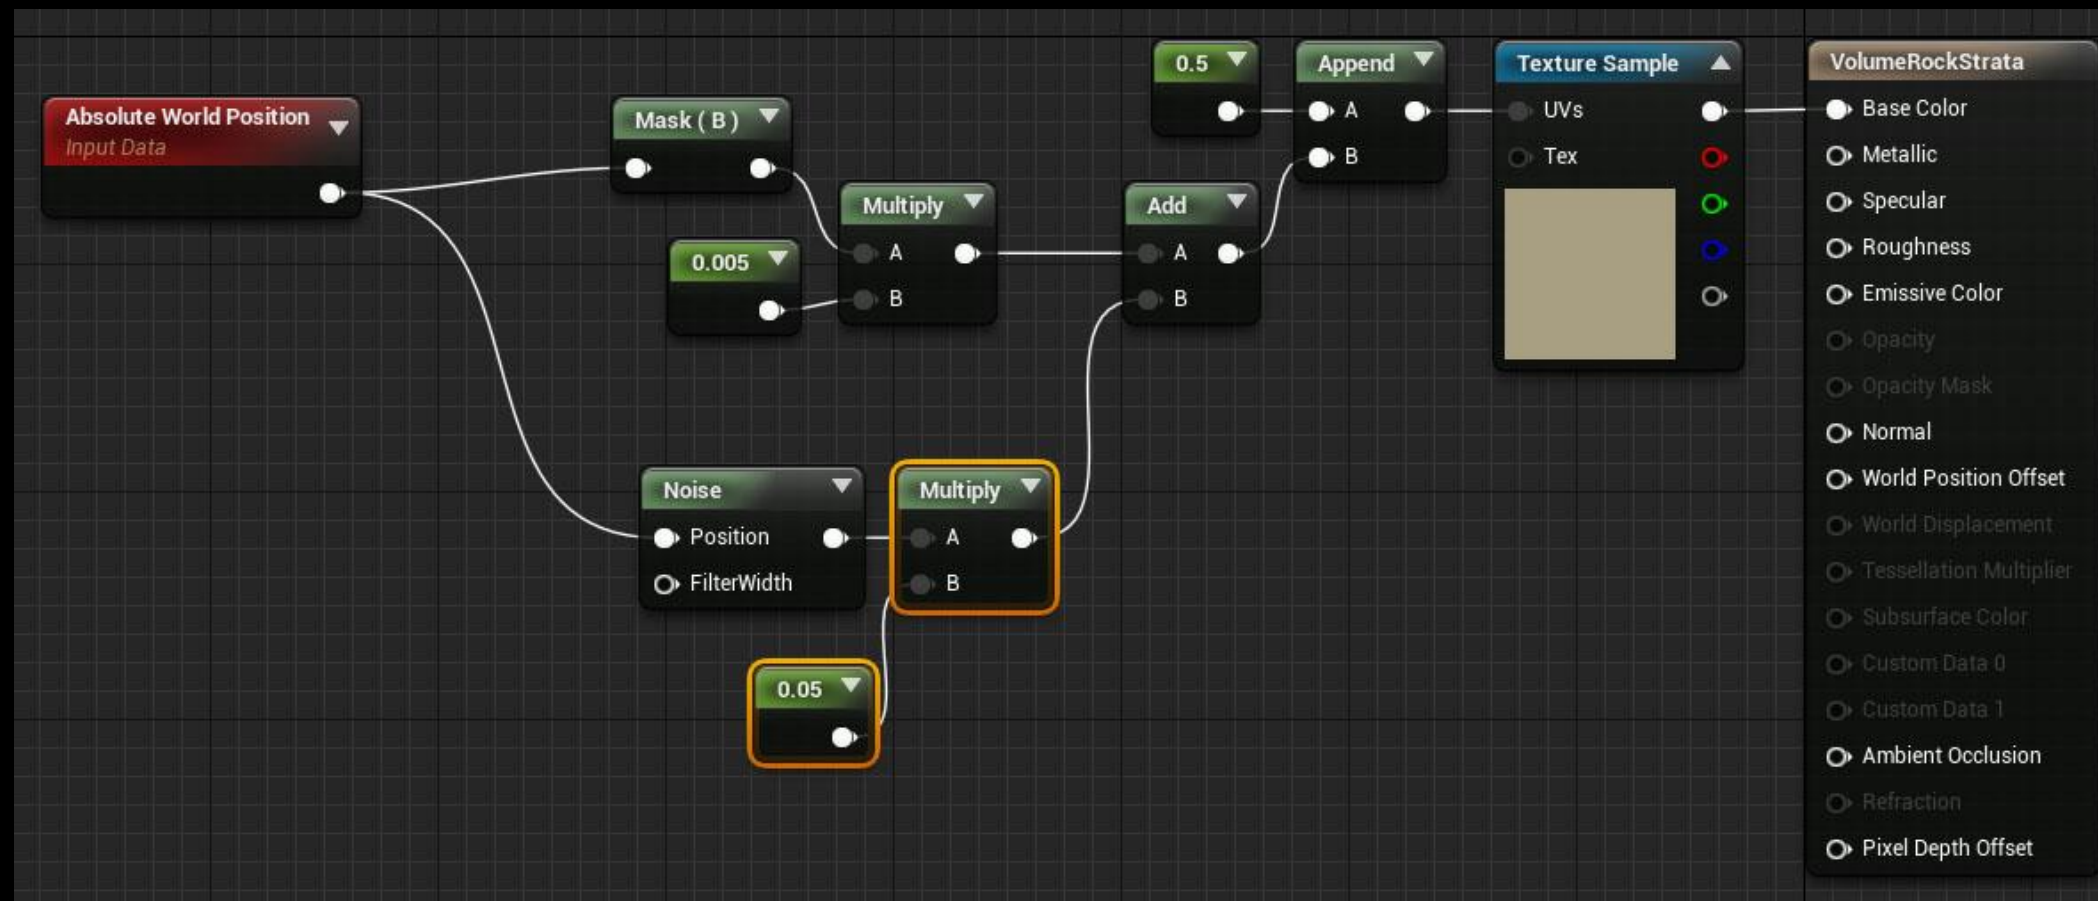 Absolute World Position
Input Data
Mask ( B )
0.005
Multiply
A
B
Noise
Position
FilterWidth
Multiply
A
B
0.05
Add
A
B
0.5
Append
A
B
Texture Sample
UVs
Tex
VolumeRockStrata
Base Color
Metallic
Specular
Roughness
Emissive Color
Opacity
Opacity Mask
Normal
World Position Offset
World Displacement
Tessellation Multiplier
Subsurface Color
Custom Data 0
Custom Data 1
Ambient Occlusion
Refraction
Pixel Depth Offset